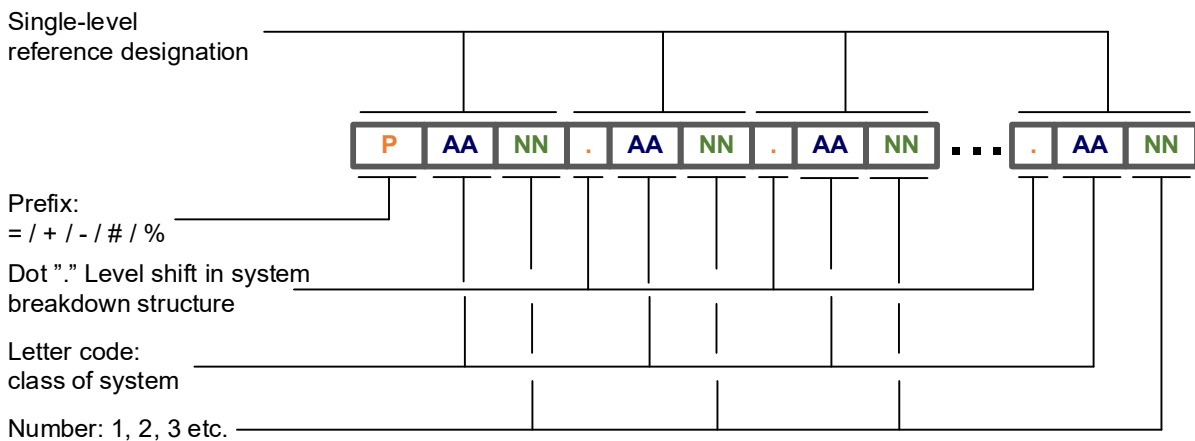 Single-level
reference designation
P AA NN . AA NN . AA NN ... . AA NN
Prefix:
= / + / - / # / %
Dot ”.” Level shift in system
breakdown structure
Letter code:
class of system
Number: 1, 2, 3 etc.